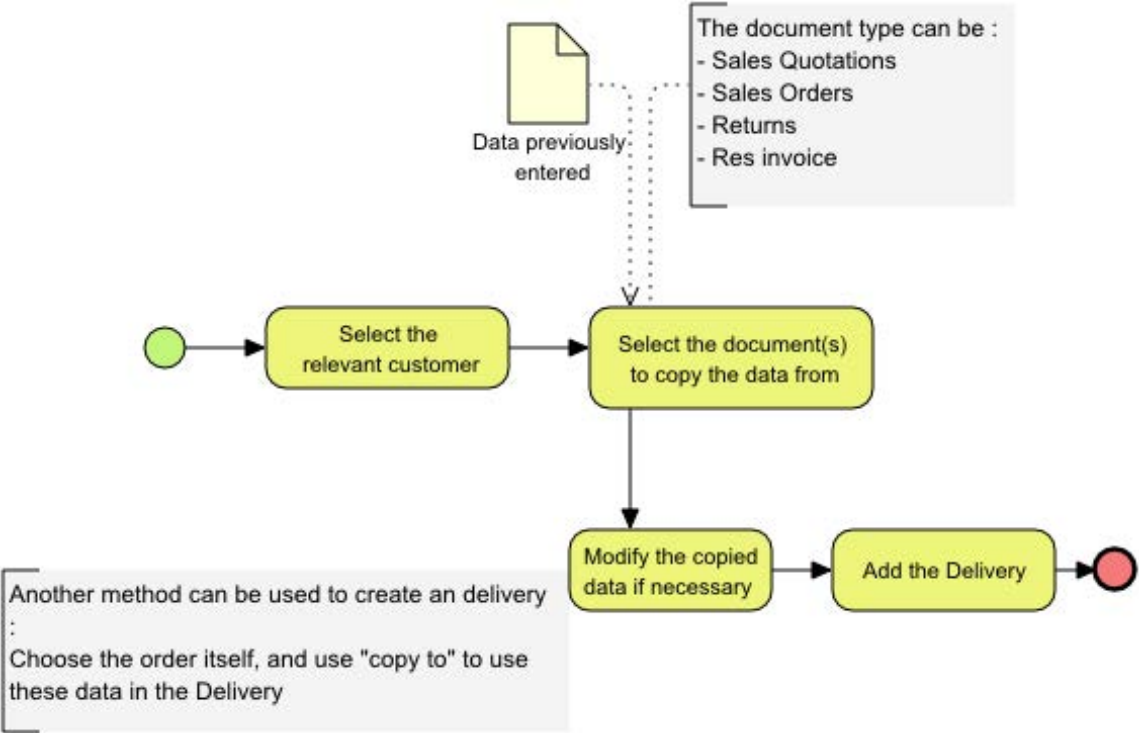 The document type can be :
- Sales Quotations
- Sales Orders
- Returns
- Res invoice
Data previously
entered
Select the
relevant customer
Select the document(s)
to copy the data from
Modify the copied
data if necessary
Add the Delivery
Another method can be used to create an delivery
:
Choose the order itself, and use "copy to" to use
these data in the Delivery